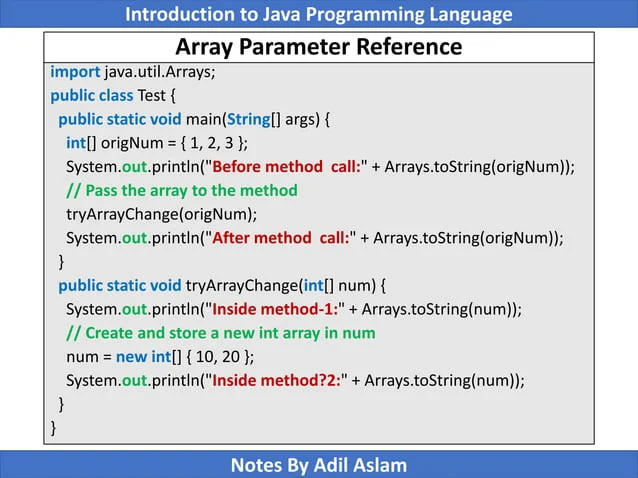 Introduction to Java Programming Language
Array Parameter Reference
import java.util.Arrays;
public class Test {
public static void main(String[] args) {
int[] origNum = { 1, 2, 3 };
System.out.println("Before method  call:" + Arrays.toString(origNum));
// Pass the array to the method
tryArrayChange(origNum);
System.out.println("After method  call:" + Arrays.toString(origNum));
}
public static void tryArrayChange(int[] num) {
System.out.println("Inside method-1:" + Arrays.toString(num));
// Create and store a new int array in num
num = new int[] { 10, 20 };
System.out.println("Inside method?2:" + Arrays.toString(num));
}
}
Notes By Adil Aslam